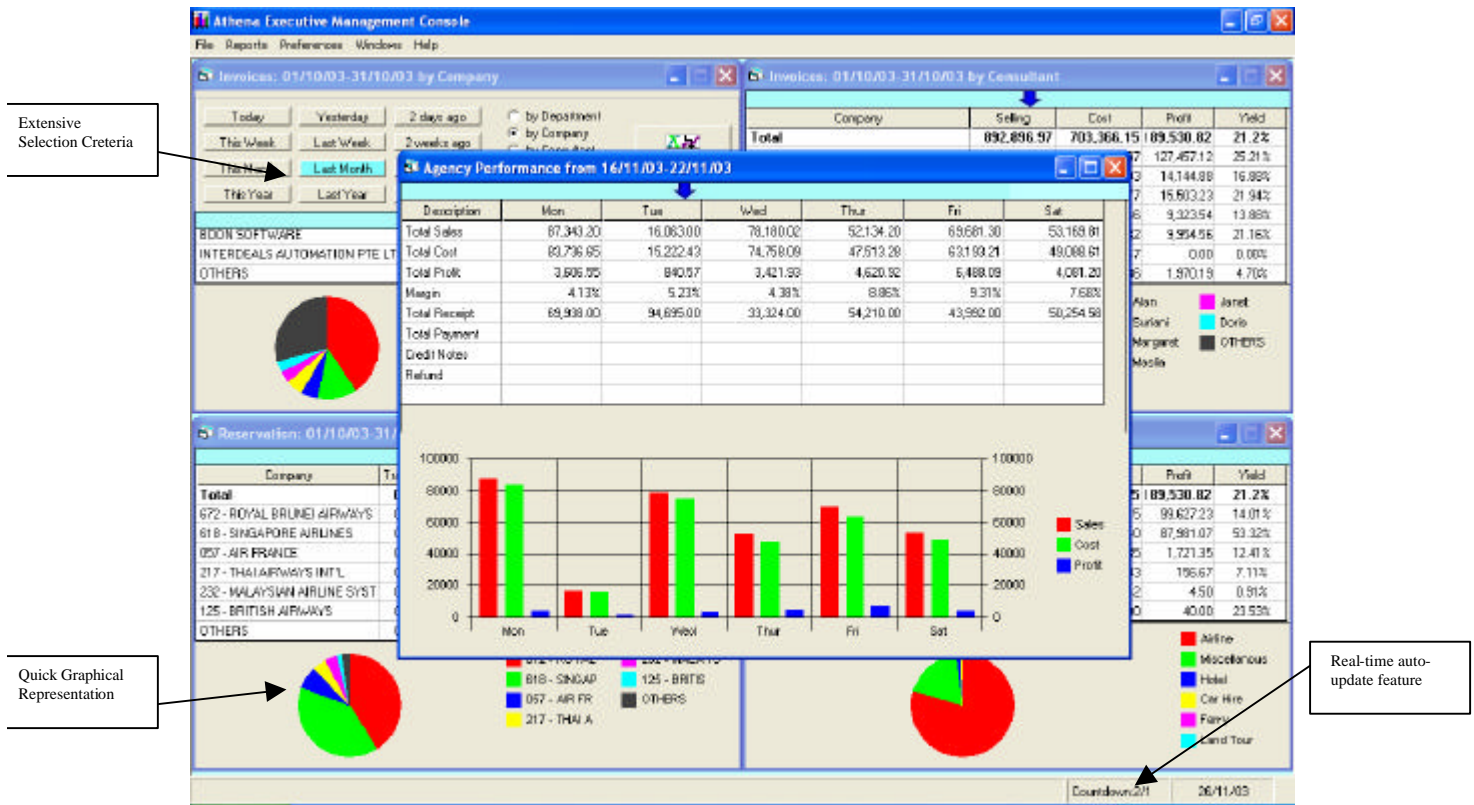 Athena Executive Management Console
File Reports Preferences Windows Help
Invoices: 01/10/03-31/10/03 by Company
Today Yesterday 2 days ago by Department
This Week Last Week 2 weeks ago by Company
Last Month
This Year Last Year
INTERDEALS AUTOMATION PTE LT
OTHERS
Invoices: 01/10/03-31/10/03 by Consultant
Company Selling Cost Profit Yield
Total 892,896.97 703,366.15 189,530.82 21.2%
127,457.12 25.21%
14,144.88 16.88%
15,503.23 21.94%
9,323.54 13.88%
9,954.56 21.16%
0.00 0.00%
1,970.19 4.70%
Alan Janet
Suriani Doris
Margaret OTHERS
Extensive
Selection Creteria
Agency Performance from 16/11/03-22/11/03
Description Mon Tue Wed Thur Fri Sat
Total Sales 87,343.20 16,063.00 78,180.02 52,134.20 69,681.30 53,169.81
Total Cost 83,736.65 15,222.43 74,758.09 47,513.28 63,193.21 49,088.61
Total Profit 3,606.55 840.57 3,421.93 4,620.92 6,488.09 4,081.20
Margin 4.13% 5.23% 4.38% 8.86% 9.31% 7.68%
Total Receipt 69,938.00 94,695.00 33,324.00 54,210.00 43,992.00 50,254.58
Total Payment
Credit Notes
Refund
100000 100000
80000 80000
60000 60000
40000 40000
20000 20000
0 0
Mon Tue Wed Thur Fri Sat
Sales
Cost
Profit
Reservation: 01/10/03-31/
Company
Total
672 - ROYAL BRUNEI AIRWAYS
618 - SINGAPORE AIRLINES
057 - AIR FRANCE
217 - THAI AIRWAYS INT'L
232 - MALAYSIAN AIRLINE SYST
125 - BRITISH AIRWAYS
OTHERS
618 - SINGAP 125 - BRITIS
057 - AIR FR OTHERS
217 - THAI A
Profit Yield
189,530.82 21.2%
99,627.23 14.01%
87,981.07 53.32%
1,721.35 12.41%
156.67 7.11%
4.50 0.91%
40.00 23.53%
Airline
Miscellaneous
Hotel
Car Hire
Ferry
Land Tour
Quick Graphical
Representation
Real-time auto-
update feature
Countdown:2/1 26/11/03